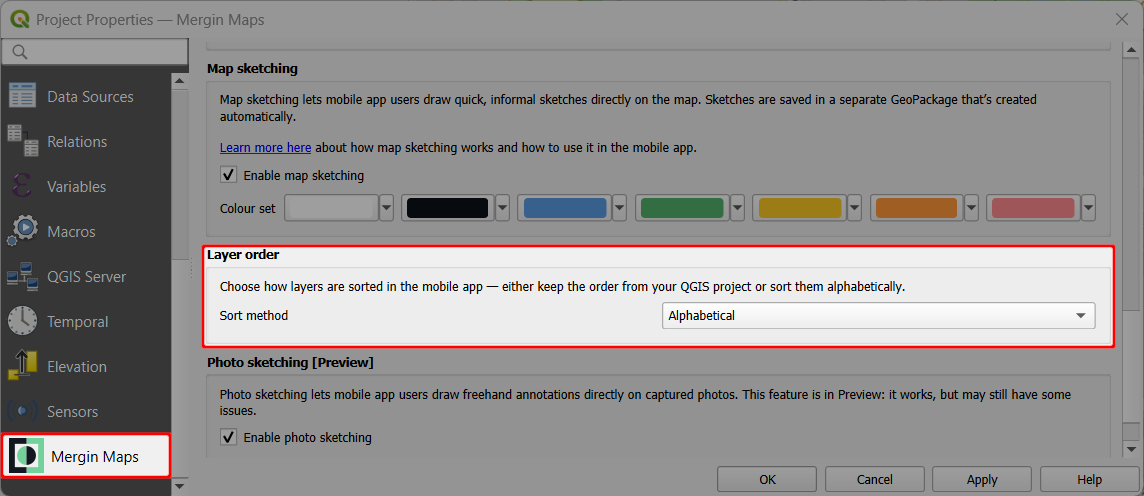 Project Properties — Mergin Maps
Data Sources
Relations
Variables
Macros
QGIS Server
Temporal
Elevation
Sensors
Mergin Maps
Map sketching
Map sketching lets mobile app users draw quick, informal sketches directly on the map. Sketches are saved in a separate GeoPackage that's created
automatically.
Learn more here about how map sketching works and how to use it in the mobile app.
Enable map sketching
Colour set
Layer order
Choose how layers are sorted in the mobile app — either keep the order from your QGIS project or sort them alphabetically.
Sort method Alphabetical
Photo sketching [Preview]
Photo sketching lets mobile app users draw freehand annotations directly on captured photos. This feature is in Preview: it works, but may still have some
issues.
Enable photo sketching
OK Cancel Apply Help